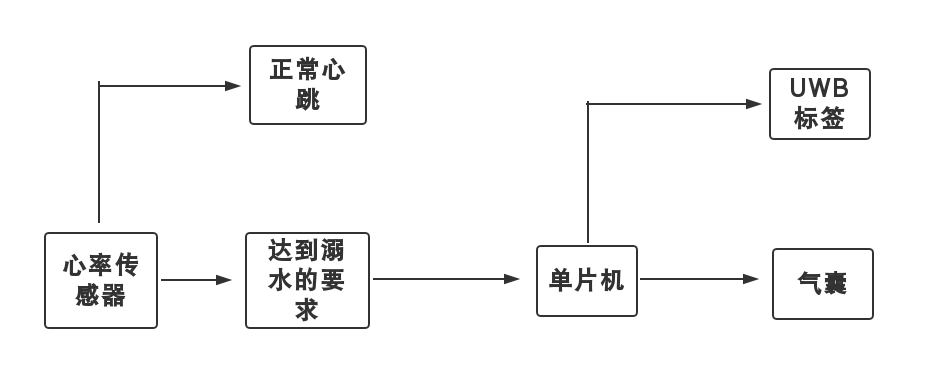 正常心
跳
UWB
标签
心率传
感器
达到溺
水的要
求
单片机
气囊